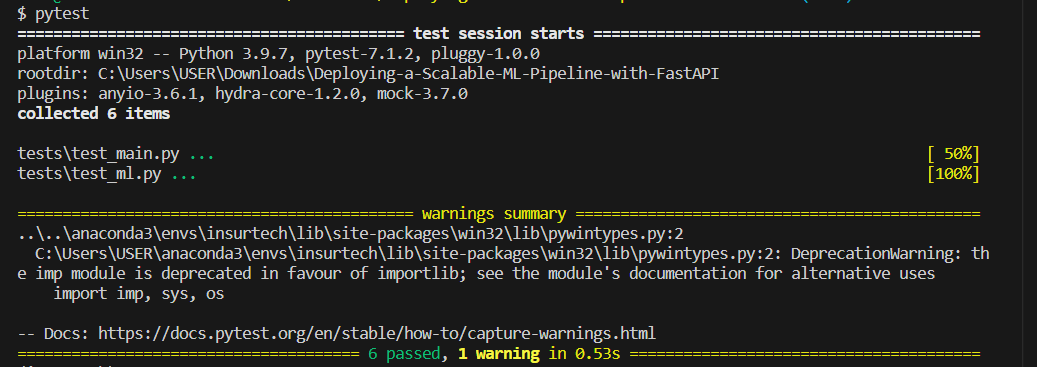 $ pytest
=========================================== test session starts ===========================================
platform win32 -- Python 3.9.7, pytest-7.1.2, pluggy-1.0.0
rootdir: C:\Users\USER\Downloads\Deploying-a-Scalable-ML-Pipeline-with-FastAPI
plugins: anyio-3.6.1, hydra-core-1.2.0, mock-3.7.0
collected 6 items
tests\test_main.py ... [ 50%]
tests\test_ml.py ... [100%]
============================================ warnings summary =============================================
..\..\anaconda3\envs\insurtech\lib\site-packages\win32\lib\pywintypes.py:2
C:\Users\USER\anaconda3\envs\insurtech\lib\site-packages\win32\lib\pywintypes.py:2: DeprecationWarning: th
e imp module is deprecated in favour of importlib; see the module's documentation for alternative uses
import imp, sys, os
-- Docs: https://docs.pytest.org/en/stable/how-to/capture-warnings.html
====================================== 6 passed, 1 warning in 0.53s =======================================